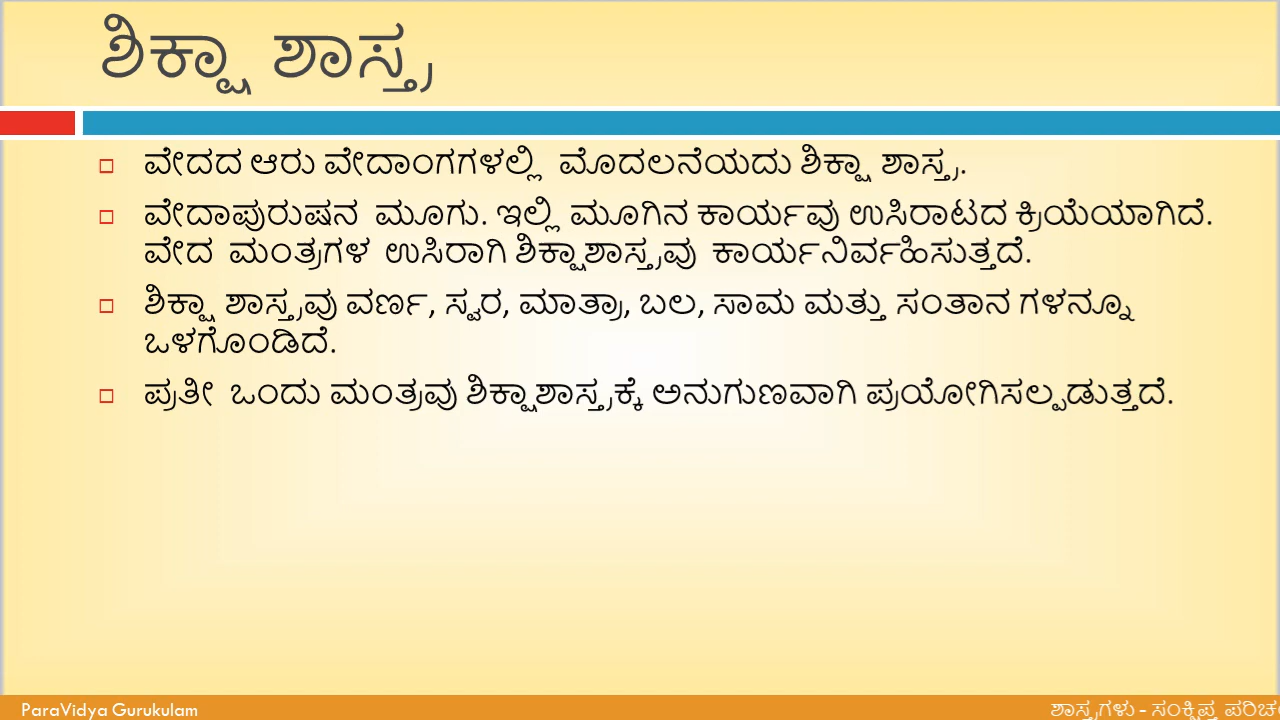 ಶಿಕ್ಷಾ ಶಾಸ್ತ್ರ
ವೇದದ ಆರು ವೇದಾಂಗಗಳಲ್ಲಿ ಮೊದಲನೆಯದು ಶಿಕ್ಷಾ ಶಾಸ್ತ್ರ.
ವೇದಾಪುರುಷನ ಮೂಗು. ಇಲ್ಲಿ ಮೂಗಿನ ಕಾರ್ಯವು ಉಸಿರಾಟದ ಕ್ರಿಯೆಯಾಗಿದೆ.
ವೇದ ಮಂತ್ರಗಳ ಉಸಿರಾಗಿ ಶಿಕ್ಷಾಶಾಸ್ತ್ರವು ಕಾರ್ಯನಿರ್ವಹಿಸುತ್ತದೆ.
ಶಿಕ್ಷಾ ಶಾಸ್ತ್ರವು ವರ್ಣ, ಸ್ವರ, ಮಾತ್ರಾ, ಬಲ, ಸಾಮ ಮತ್ತು ಸಂತಾನ ಗಳನ್ನೂ
ಒಳಗೊಂಡಿದೆ.
ಪ್ರತೀ ಒಂದು ಮಂತ್ರವು ಶಿಕ್ಷಾಶಾಸ್ತ್ರಕ್ಕೆ ಅನುಗುಣವಾಗಿ ಪ್ರಯೋಗಿಸಲ್ಪಡುತ್ತದೆ.
ParaVidya Gurukulam
ಶಾಸ್ತ್ರಗಳು - ಸಂಕ್ಷಿಪ್ತ